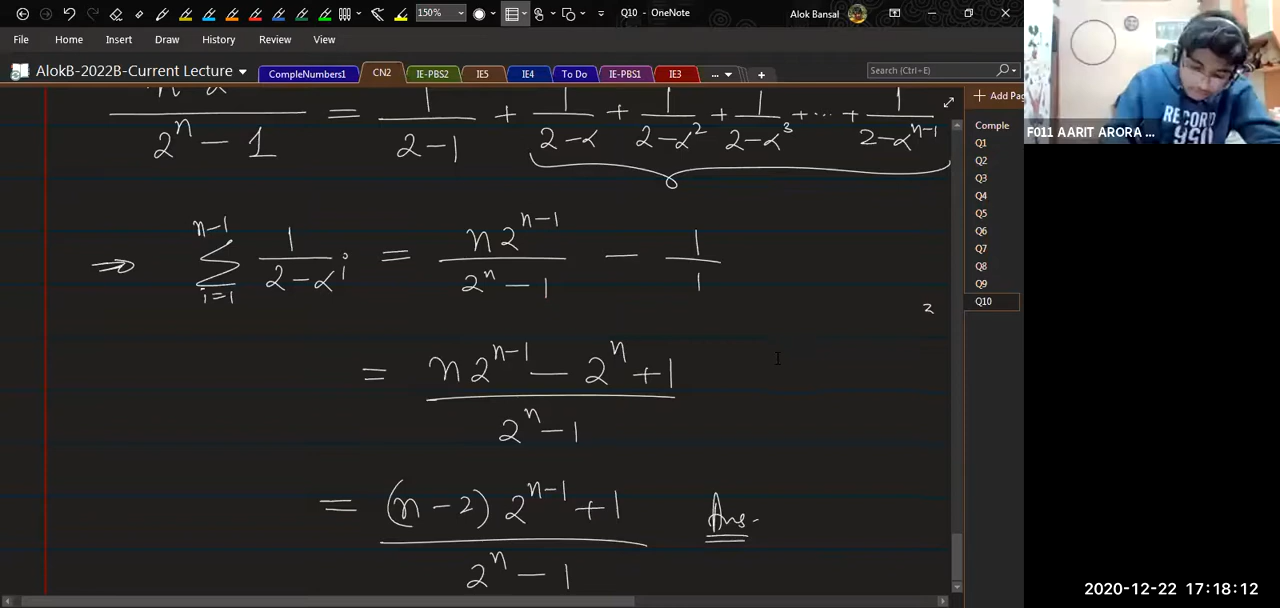 150% Q10 - OneNote Alok Bansal
File Home Insert Draw History Review View
AlokB-2022B-Current Lecture CompleNumbers1 CN2 IE-PBS2 IE5 IE4 To Do IE-PBS1 IE3 ... + Search (Ctrl+E)
+ Add Pag
Comple
Q1
Q2
Q3
Q4
Q5
Q6
Q7
Q8
Q9
Q10
F011 AARIT ARORA ...
RECORD
/(2^n - 1) = 1/(2-1) + 1/(2-α) + 1/(2-α^2) + 1/(2-α^3) + ... + 1/(2-α^(n-1))
⇒ Σ_{i=1}^{n-1} 1/(2-α^i) = n2^(n-1)/(2^n - 1) - 1/1
2
= (n2^(n-1) - 2^n + 1)/(2^n - 1)
= ((n-2) 2^(n-1) + 1)/(2^n - 1) Ans.
2020-12-22 17:18:12